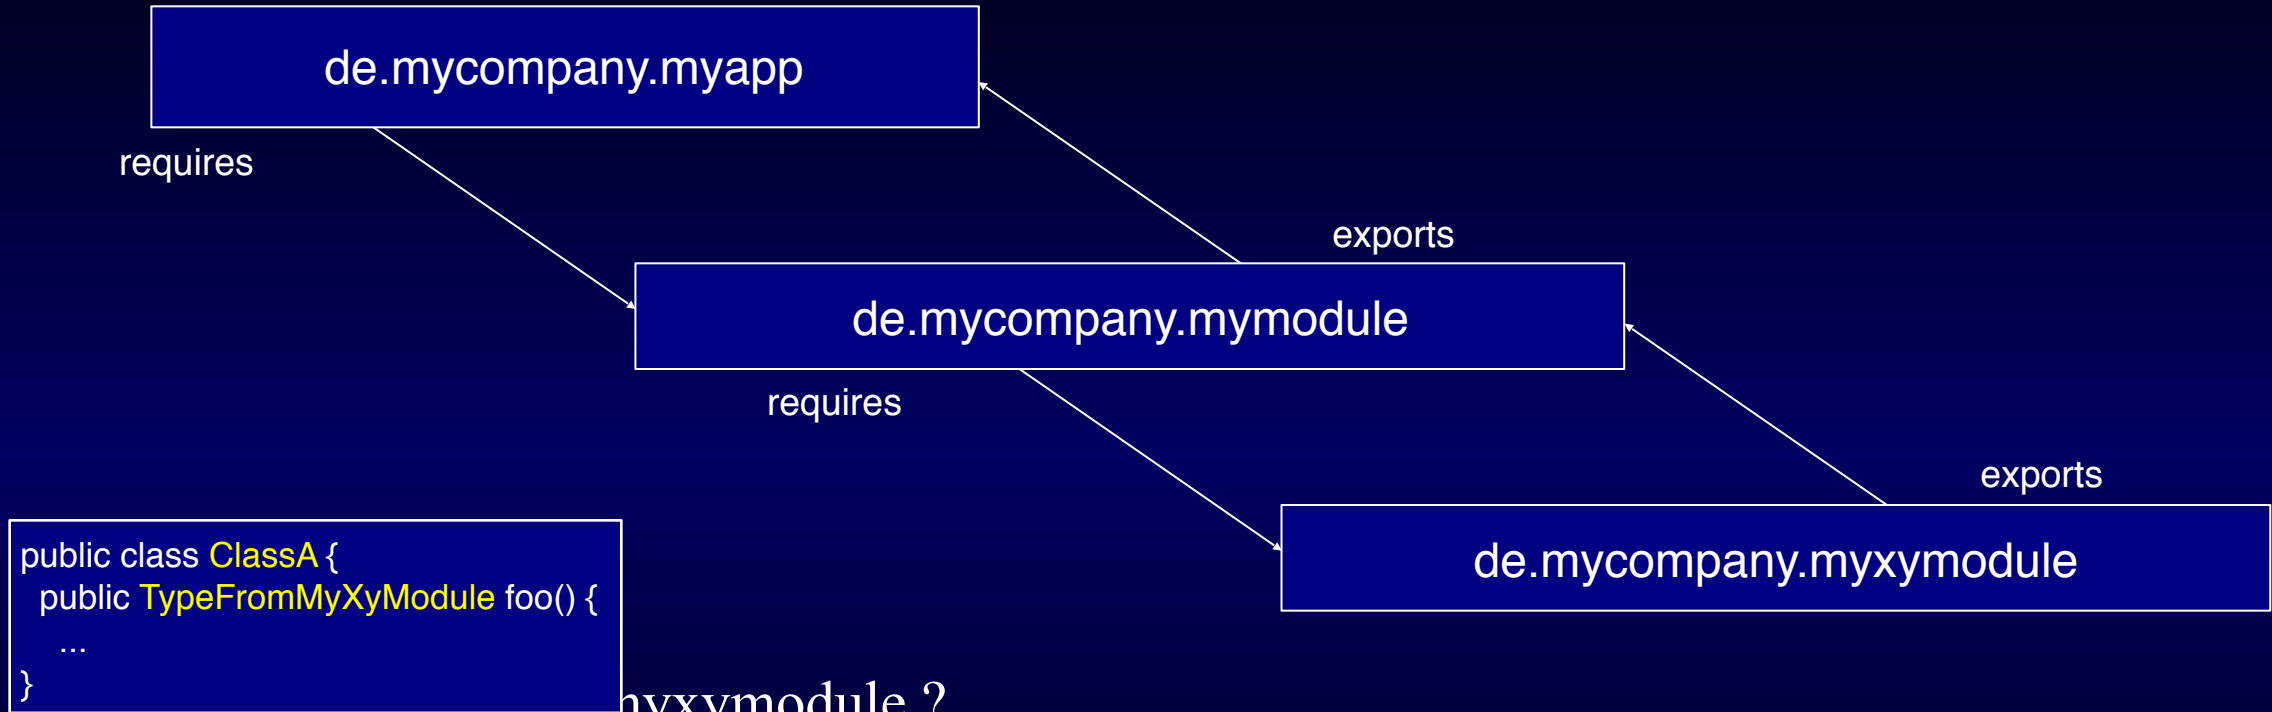 de.mycompany.myapp
requires
exports
de.mycompany.mymodule
requires
exports
de.mycompany.myxymodule
public class ClassA {
public TypeFromMyXyModule foo() {
...
}
?